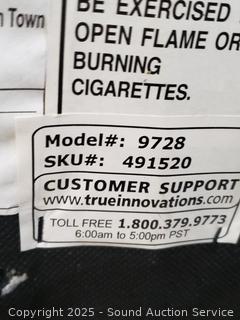 n Town
BE EXERCISED
OPEN FLAME OR
BURNING
CIGARETTES.
Model#: 9728
SKU#: 491520
CUSTOMER SUPPORT
www.trueinnovations.com
TOLL FREE 1.800.379.9773
6:00am to 5:00pm PST
Copyright 2025 - Sound Auction Service